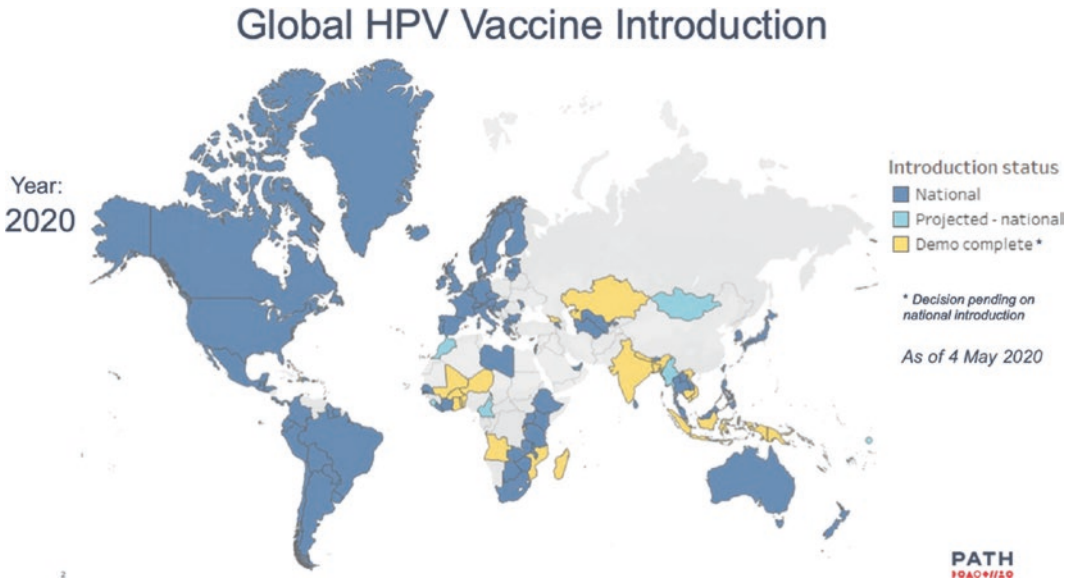 Global HPV Vaccine Introduction
Year:
2020
Introduction status
National
Projected - national
Demo complete *
* Decision pending on
national introduction
As of 4 May 2020
2
PATH